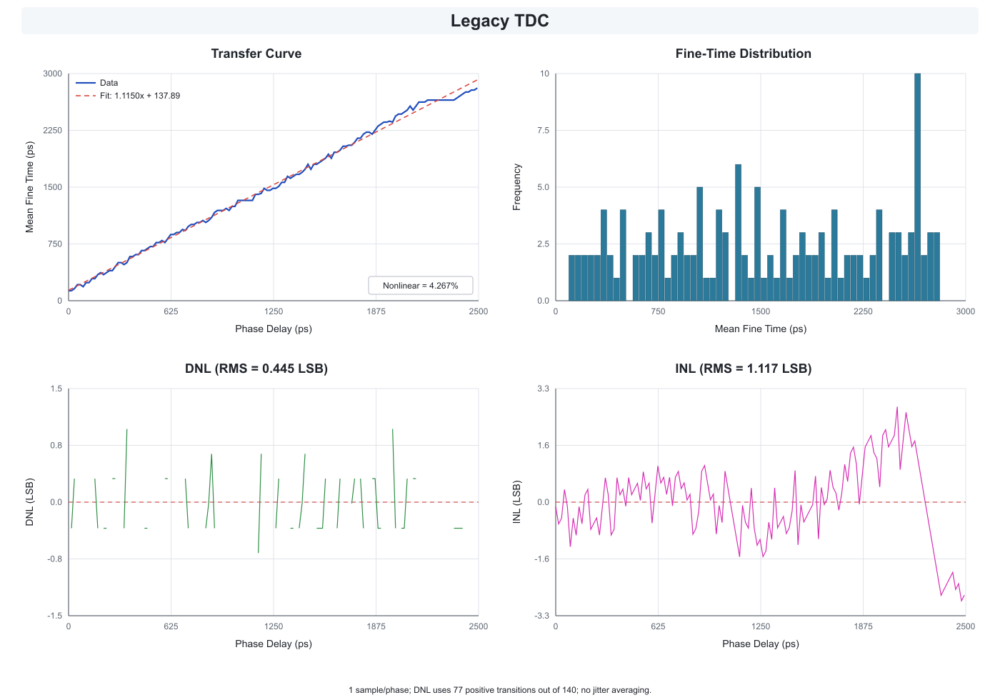 Legacy TDC
Transfer Curve
3000
2250
1500
750
0
0 625 1250 1875 2500
Mean Fine Time (ps)
Phase Delay (ps)
Data
Fit: 1.1150x + 137.89
Nonlinear = 4.267%
Fine-Time Distribution
10
7.5
5.0
2.5
0.0
0 750 1500 2250 3000
Frequency
Mean Fine Time (ps)
DNL (RMS = 0.445 LSB)
1.5
0.8
0.0
-0.8
-1.5
0 625 1250 1875 2500
DNL (LSB)
Phase Delay (ps)
INL (RMS = 1.117 LSB)
3.3
1.6
0.0
-1.6
-3.3
0 625 1250 1875 2500
INL (LSB)
Phase Delay (ps)
1 sample/phase; DNL uses 77 positive transitions out of 140; no jitter averaging.